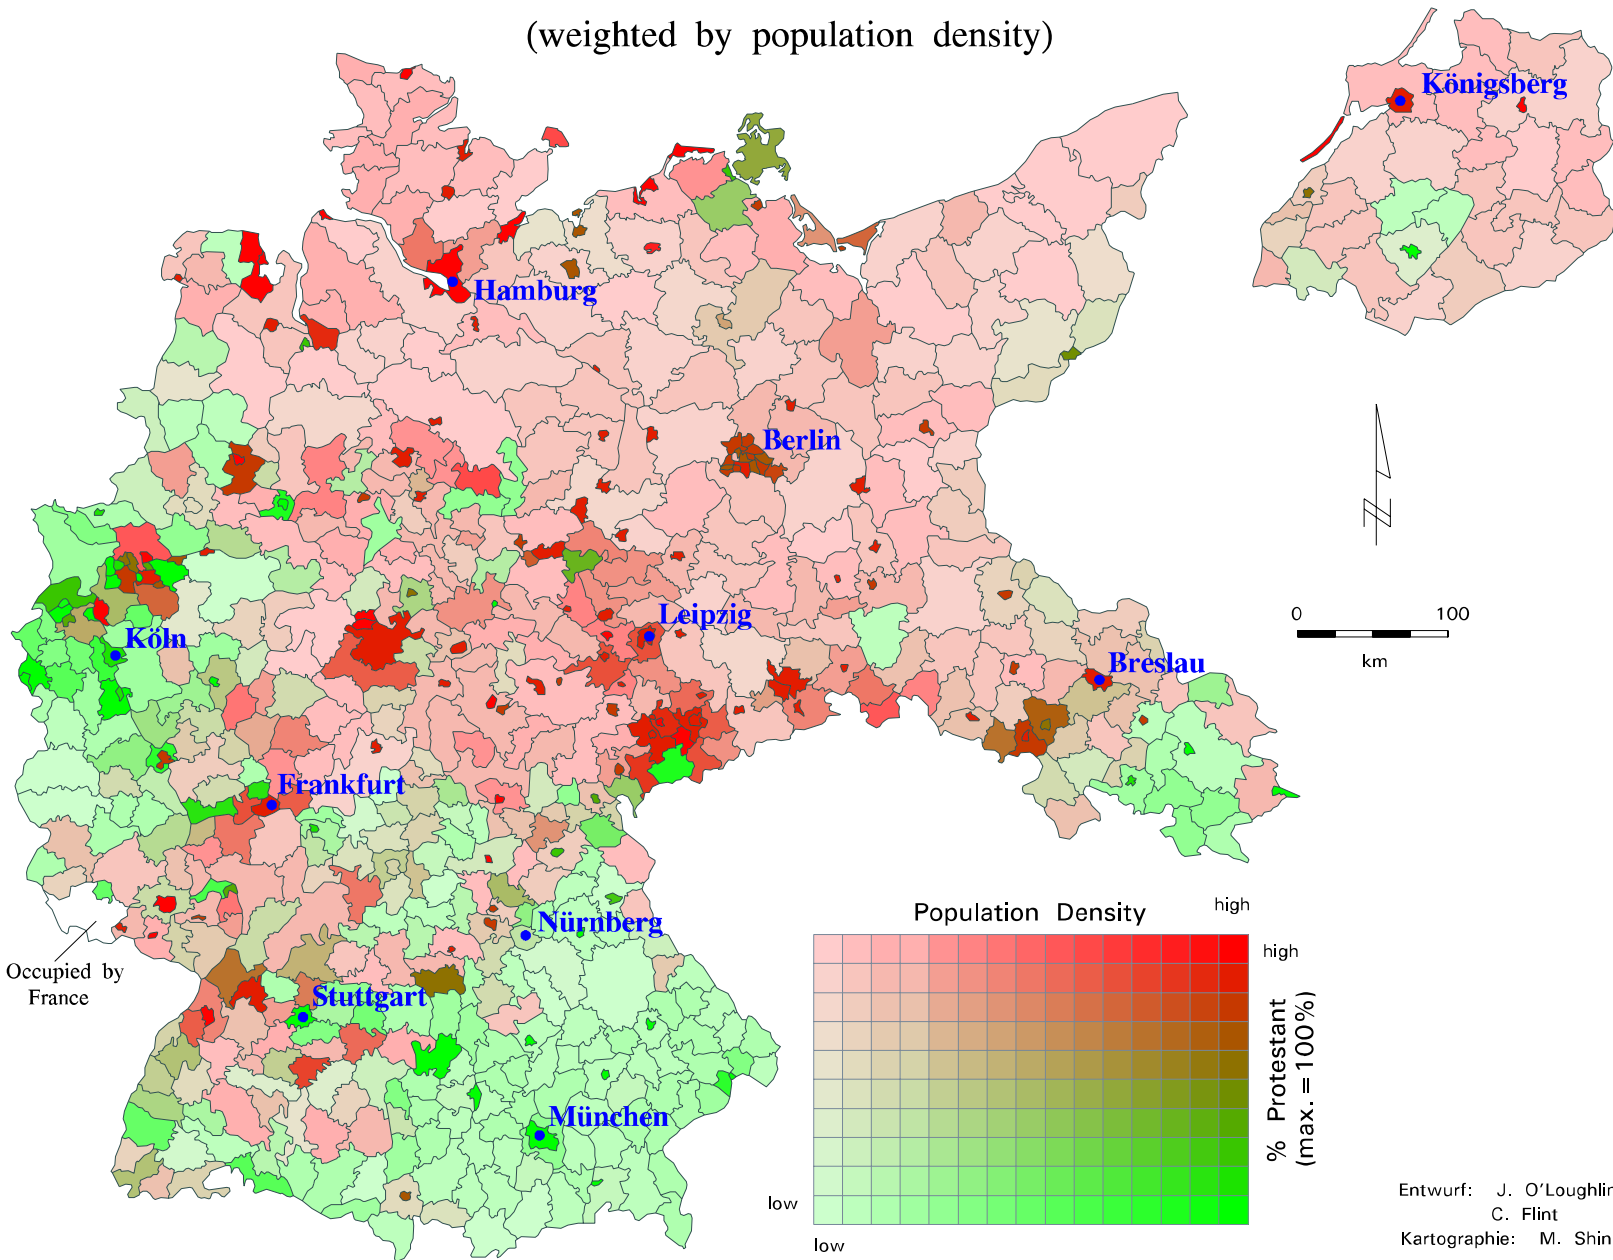 (weighted by population density)
Königsberg
Hamburg
Berlin
Leipzig
Köln
Breslau
Frankfurt
Nürnberg
Stuttgart
München
Occupied by
France
0 100
km
Population Density
high
high
% Protestant
(max. = 100%)
low
low
Entwurf: J. O'Loughlin
C. Flint
Kartographie: M. Shin